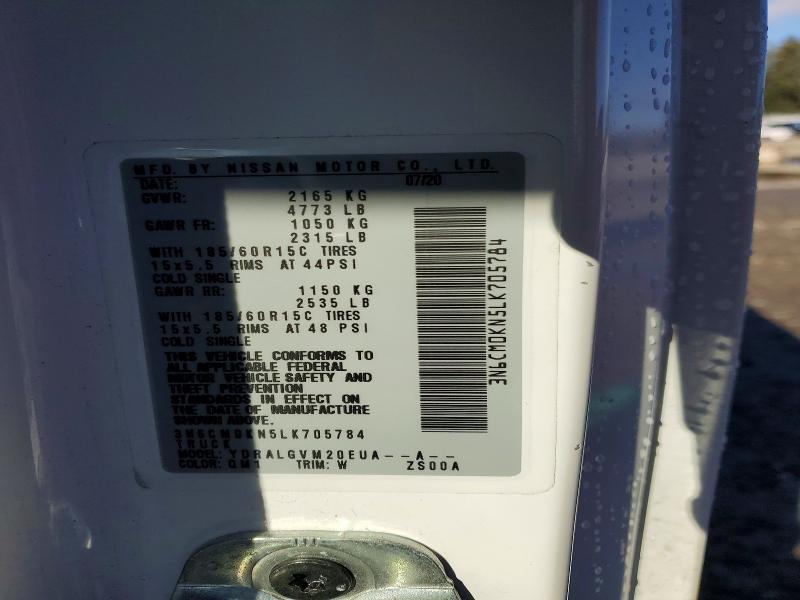 MFD. BY NISSAN MOTOR CO., LTD.
DATE: 07/20
GVWR: 2165 KG
4773 LB
GAWR FR: 1050 KG
2315 LB
WITH 185/60R15C TIRES
15x5.5 RIMS AT 44PSI
COLD SINGLE
GAWR RR: 1150 KG
2535 LB
WITH 185/60R15C TIRES
15x5.5 RIMS AT 48 PSI
COLD SINGLE
THIS VEHICLE CONFORMS TO
ALL APPLICABLE FEDERAL
MOTOR VEHICLE SAFETY AND
THEFT PREVENTION
STANDARDS IN EFFECT ON
THE DATE OF MANUFACTURE
SHOWN ABOVE.
3N6CM0KN5LK705784
TRUCK
MODEL: YDRALGVM20EUA--A--
COLOR: QM1 TRIM: W ZS00A
3N6CM0KN5LK705784